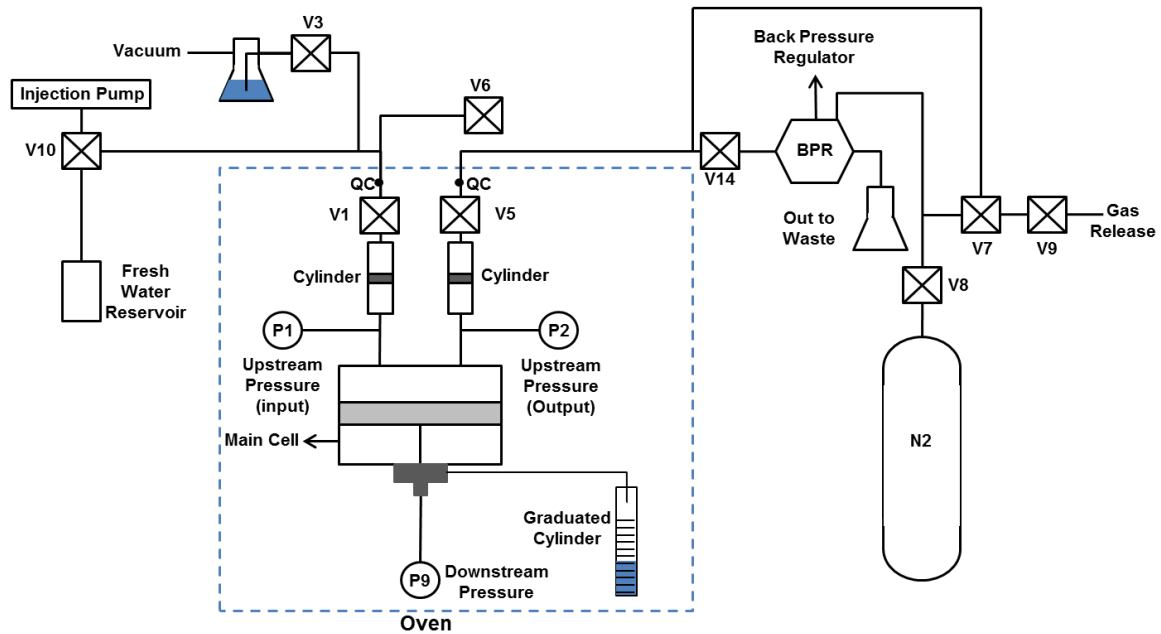 V3
Vacuum
Back Pressure
Regulator
Injection Pump
V6
V10
BPR
V14
QC
QC
V1
V5
Out to
Waste
V7
V9
Gas
Release
Fresh
Water
Reservoir
Cylinder
Cylinder
V8
P1
P2
Upstream
Pressure
(input)
Upstream
Pressure
(Output)
Main Cell
N2
Graduated
Cylinder
P9
Downstream
Pressure
Oven